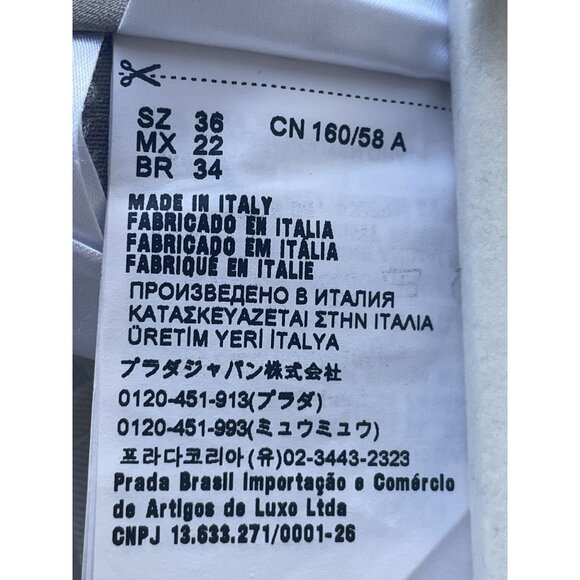 SZ 36 CN 160/58 A
MX 22
BR 34
MADE IN ITALY
FABRICADO EN ITALIA
FABRICADO EM ITÁLIA
FABRIQUÉ EN ITALIE
ПРОИЗВЕДЕНО В ИТАЛИЯ
ΚΑΤΑΣΚΕΥΑΖΕΤΑΙ ΣΤΗΝ ΙΤΑΛΙΑ
ÜRETİM YERİ İTALYA
プラダジャパン株式会社
0120-451-913(プラダ)
0120-451-993(ミュウミュウ)
프라다코리아(유)02-3443-2323
Prada Brasil Importação e Comércio
de Artigos de Luxo Ltda
CNPJ 13.633.271/0001-26